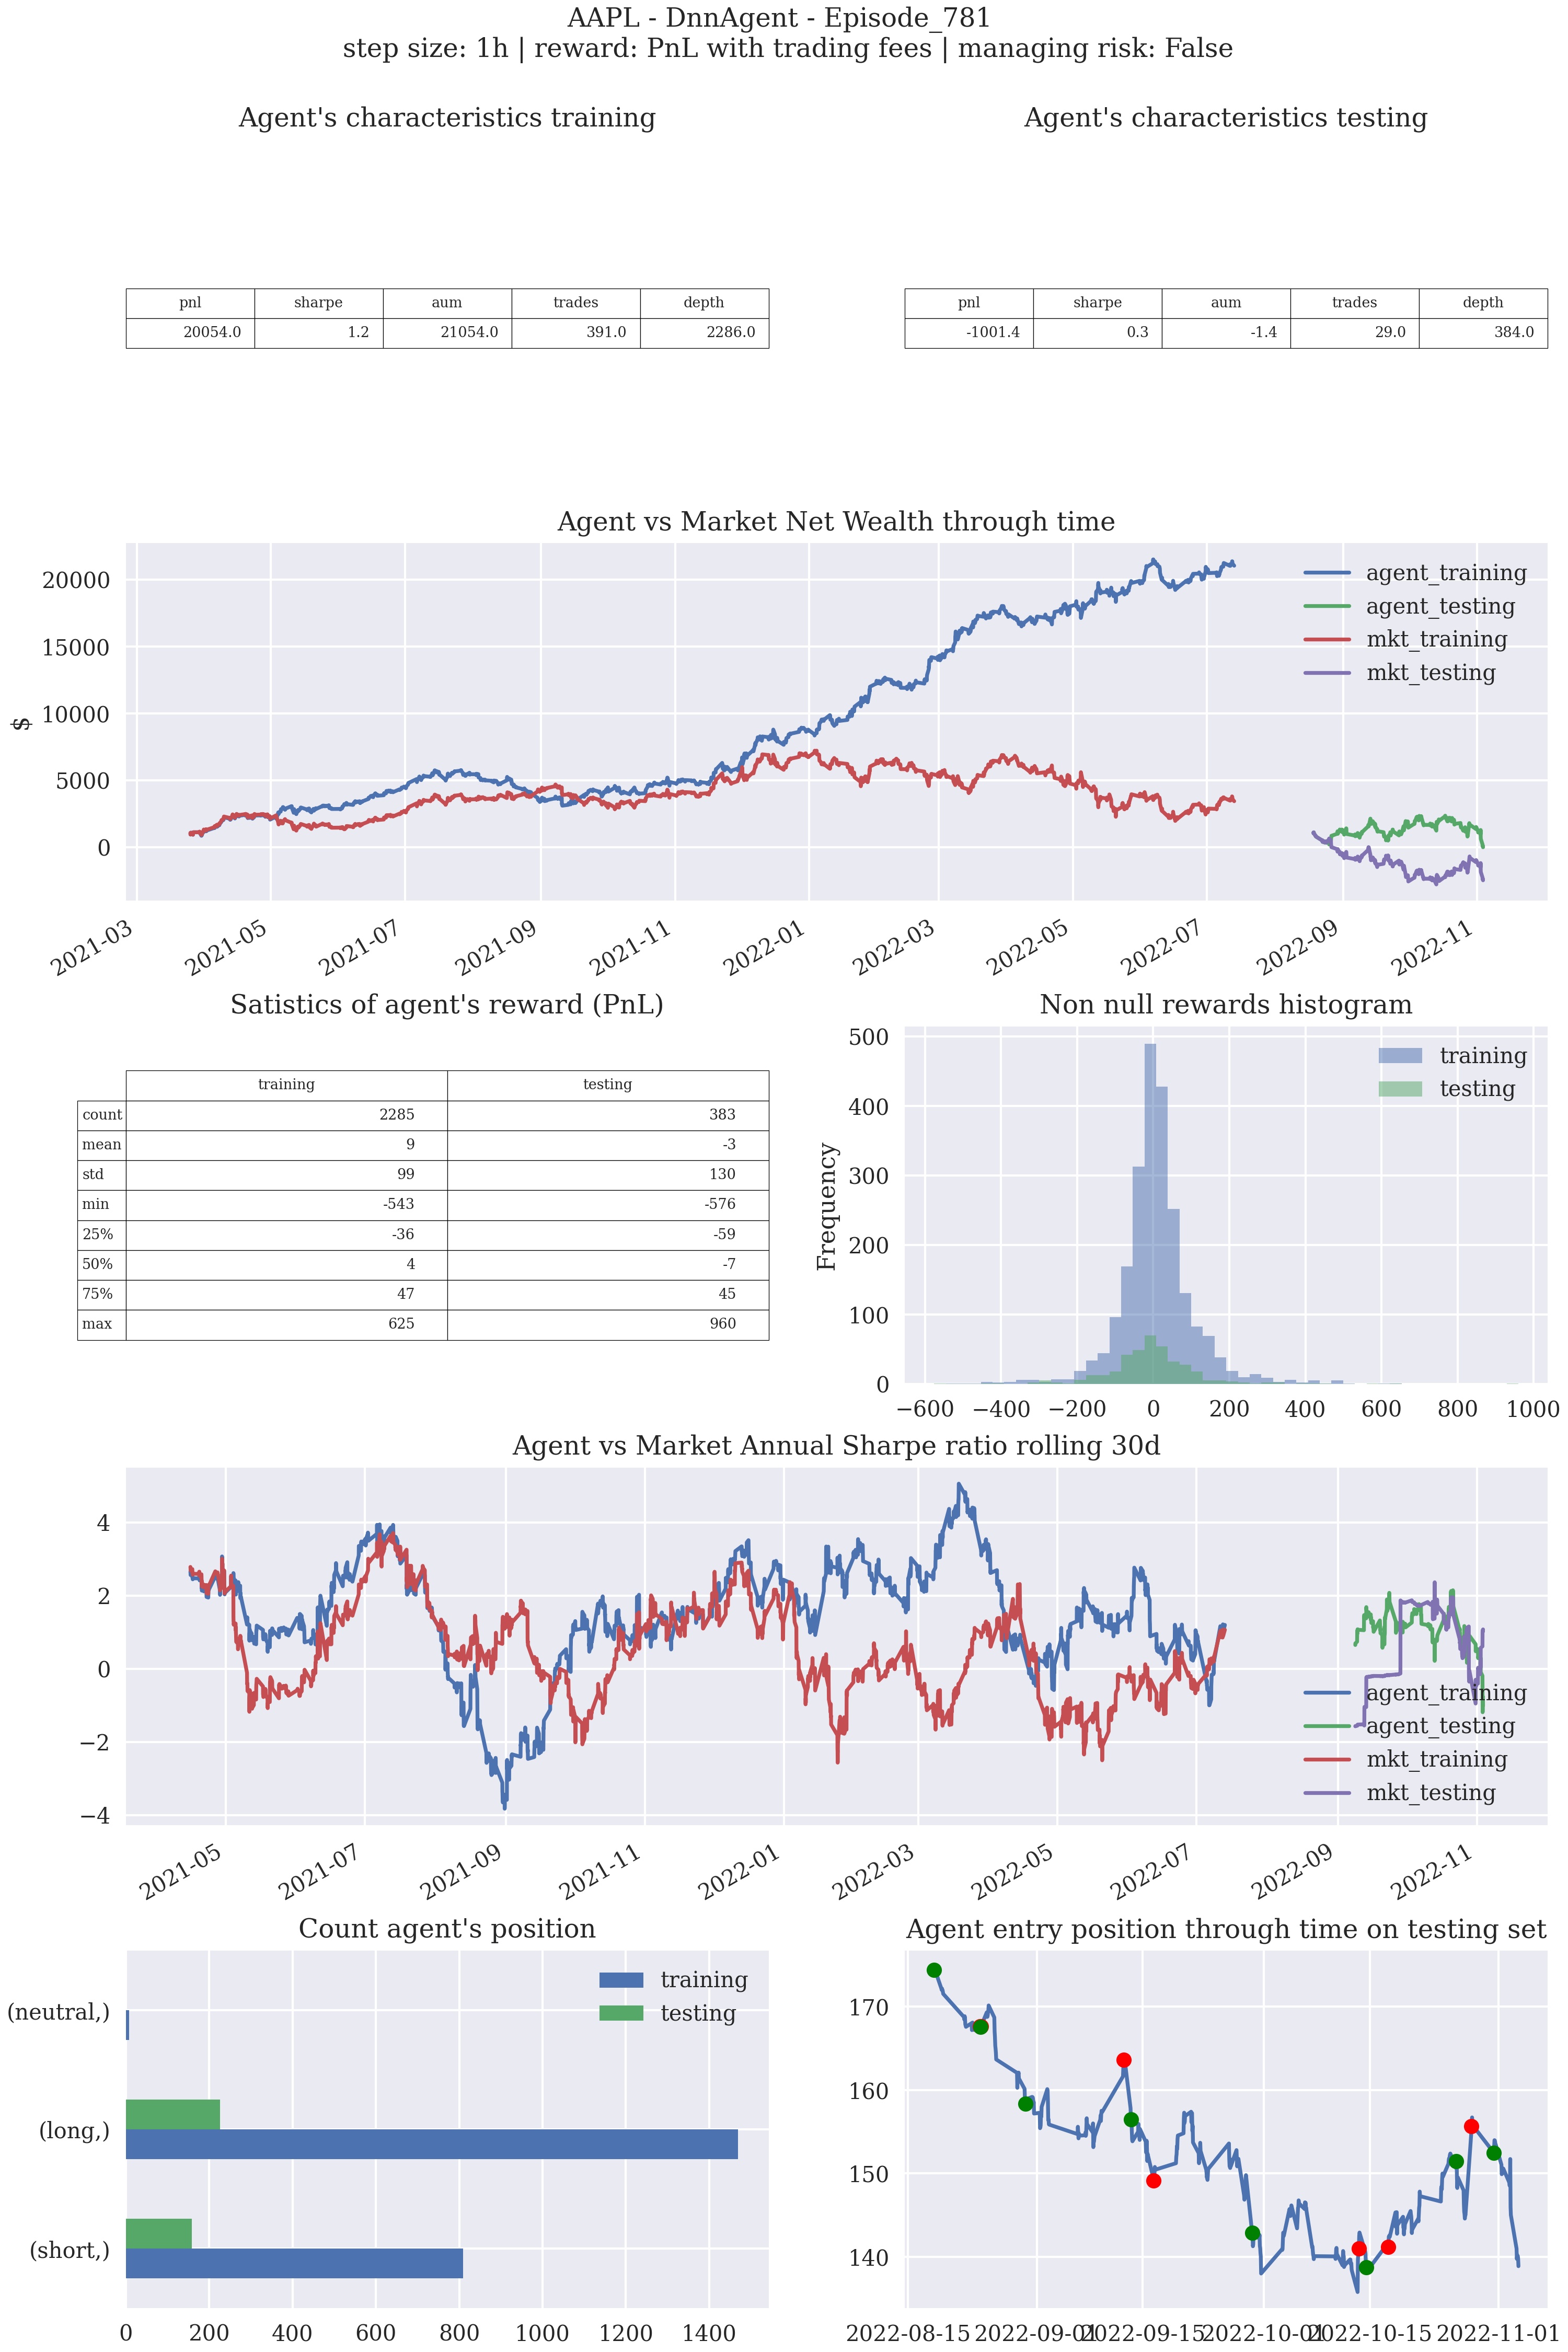 AAPL - DnnAgent - Episode_781
step size: 1h | reward: PnL with trading fees | managing risk: False
Agent's characteristics training
pnl sharpe aum trades depth
20054.0 1.2 21054.0 391.0 2286.0
Agent's characteristics testing
pnl sharpe aum trades depth
-1001.4 0.3 -1.4 29.0 384.0
Agent vs Market Net Wealth through time
$
20000
15000
10000
5000
0
agent_training
agent_testing
mkt_training
mkt_testing
2021-03 2021-05 2021-07 2021-09 2021-11 2022-01 2022-03 2022-05 2022-07 2022-09 2022-11
Satistics of agent's reward (PnL)
training testing
count 2285 383
mean 9 -3
std 99 130
min -543 -576
25% -36 -59
50% 4 -7
75% 47 45
max 625 960
Non null rewards histogram
Frequency
500
400
300
200
100
0
training
testing
−600 −400 −200 0 200 400 600 800 1000
Agent vs Market Annual Sharpe ratio rolling 30d
4
2
0
−2
−4
agent_training
agent_testing
mkt_training
mkt_testing
2021-05 2021-07 2021-09 2021-11 2022-01 2022-03 2022-05 2022-07 2022-09 2022-11
Count agent's position
(neutral,)
(long,)
(short,)
training
testing
0 200 400 600 800 1000 1200 1400
Agent entry position through time on testing set
170
160
150
140
2022-08-15 2022-09-01 2022-09-15 2022-10-01 2022-10-15 2022-11-01